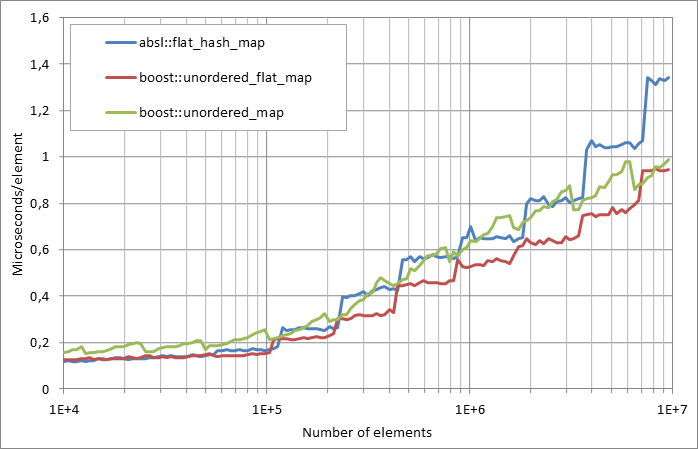 1,6
1,4
1,2
1
0,8
0,6
0,4
0,2
0
Microseconds/element
absl::flat_hash_map
boost::unordered_flat_map
boost::unordered_map
1E+4
1E+5
1E+6
1E+7
Number of elements